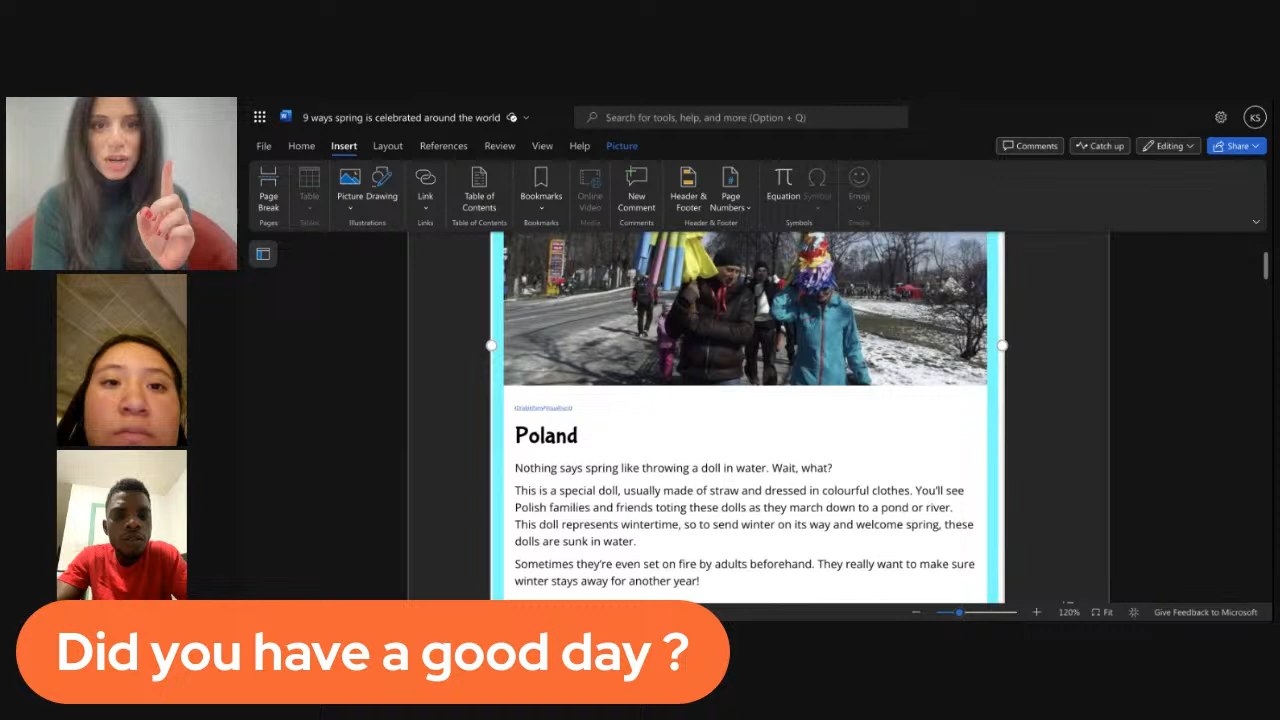 9 ways spring is celebrated around the world
Search for tools, help, and more (Option + Q)
KS
File Home Insert Layout References Review View Help Picture
Comments Catch up Editing Share
Page Break
Table
Picture Drawing
Link
Table of Contents
Bookmarks
Online Video
New Comment
Header & Footer
Page Numbers
Equation
Symbol
Emoji
Pages
Tables
Illustrations
Links
Table of Contents
Bookmarks
Media
Comments
Header & Footer
Symbols
Emoji
Poland
Nothing says spring like throwing a doll in water. Wait, what?
This is a special doll, usually made of straw and dressed in colourful clothes. You’ll see
Polish families and friends toting these dolls as they march down to a pond or river.
This doll represents wintertime, so to send winter on its way and welcome spring, these
dolls are sunk in water.
Sometimes they’re even set on fire by adults beforehand. They really want to make sure
winter stays away for another year!
120% Fit Give Feedback to Microsoft
Did you have a good day ?